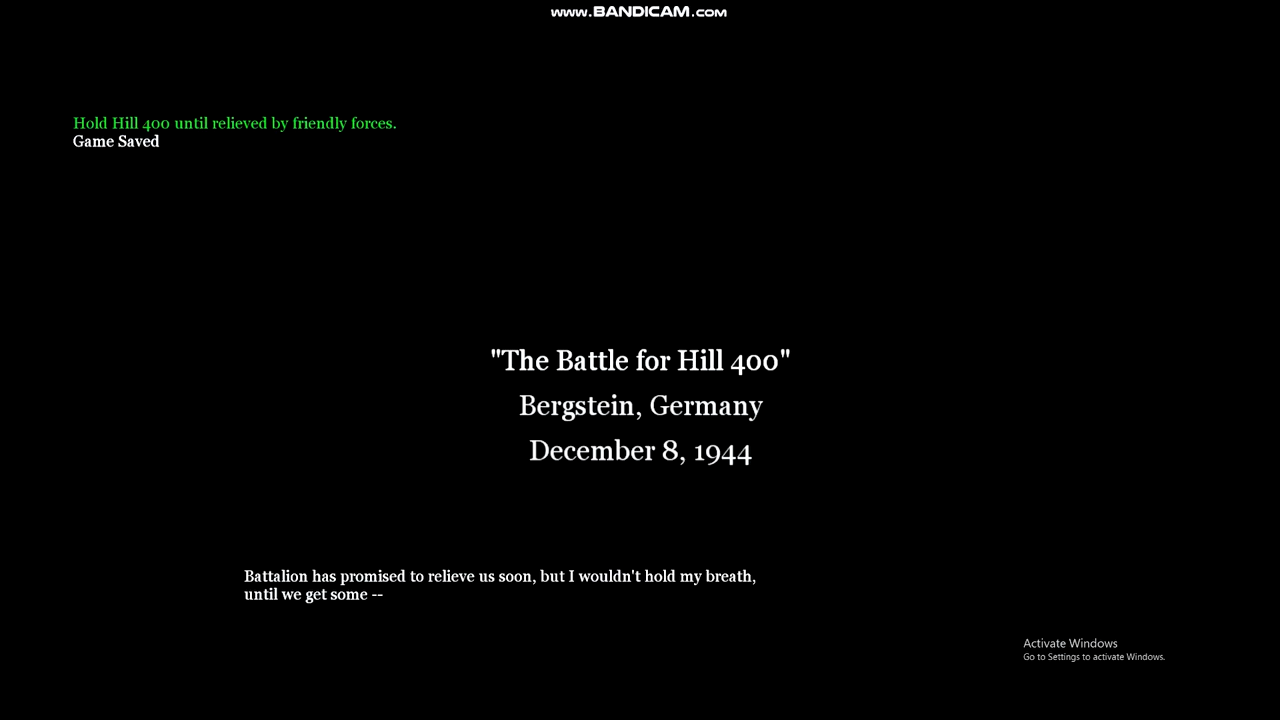 www.BANDICAM.com
Hold Hill 400 until relieved by friendly forces.
Game Saved
"The Battle for Hill 400"
Bergstein, Germany
December 8, 1944
Battalion has promised to relieve us soon, but I wouldn't hold my breath,
until we get some --
Activate Windows
Go to Settings to activate Windows.